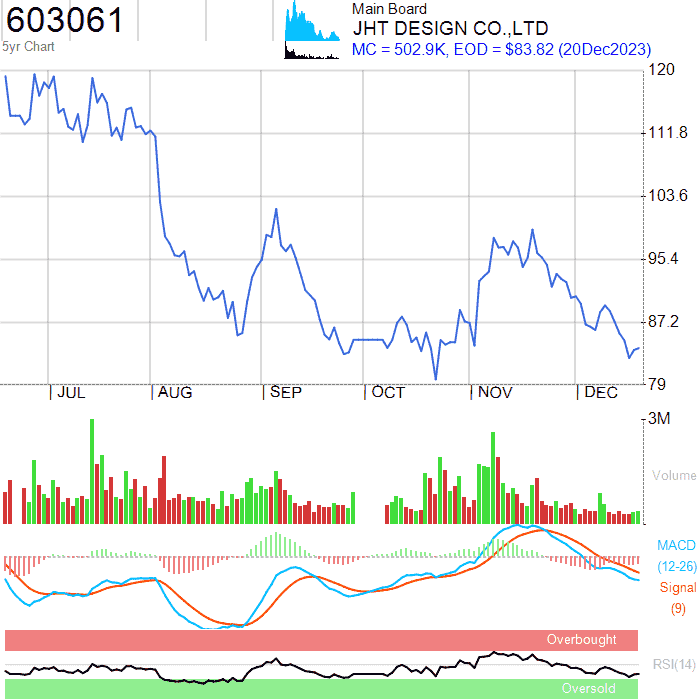 603061
5yr Chart
Main Board
JHT DESIGN CO.,LTD
MC = 502.9K, EOD = $83.82 (20Dec2023)
120
111.8
103.6
95.4
87.2
79
JUL AUG SEP OCT NOV DEC
3M
Volume
MACD
(12-26)
Signal
(9)
Overbought
RSI(14)
Oversold